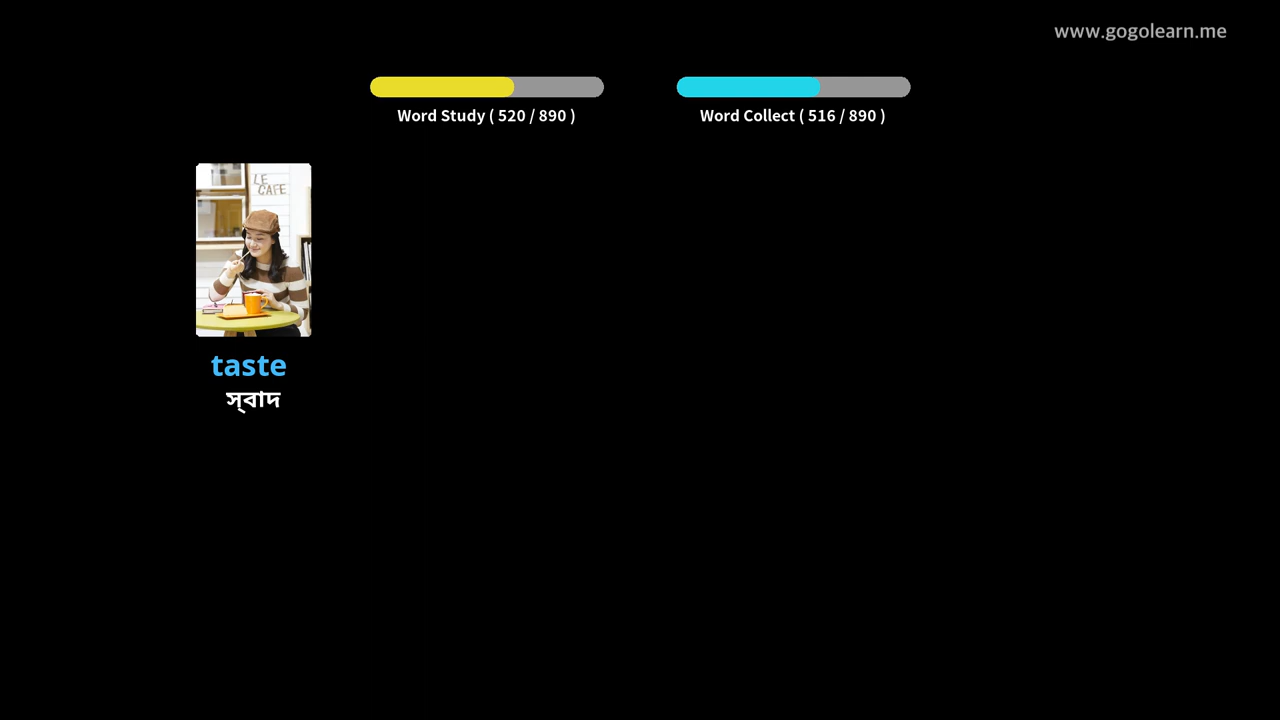 www.gogolearn.me
Word Study ( 520 / 890 )
Word Collect ( 516 / 890 )
LE
CAFE
taste
স্‌বাদ